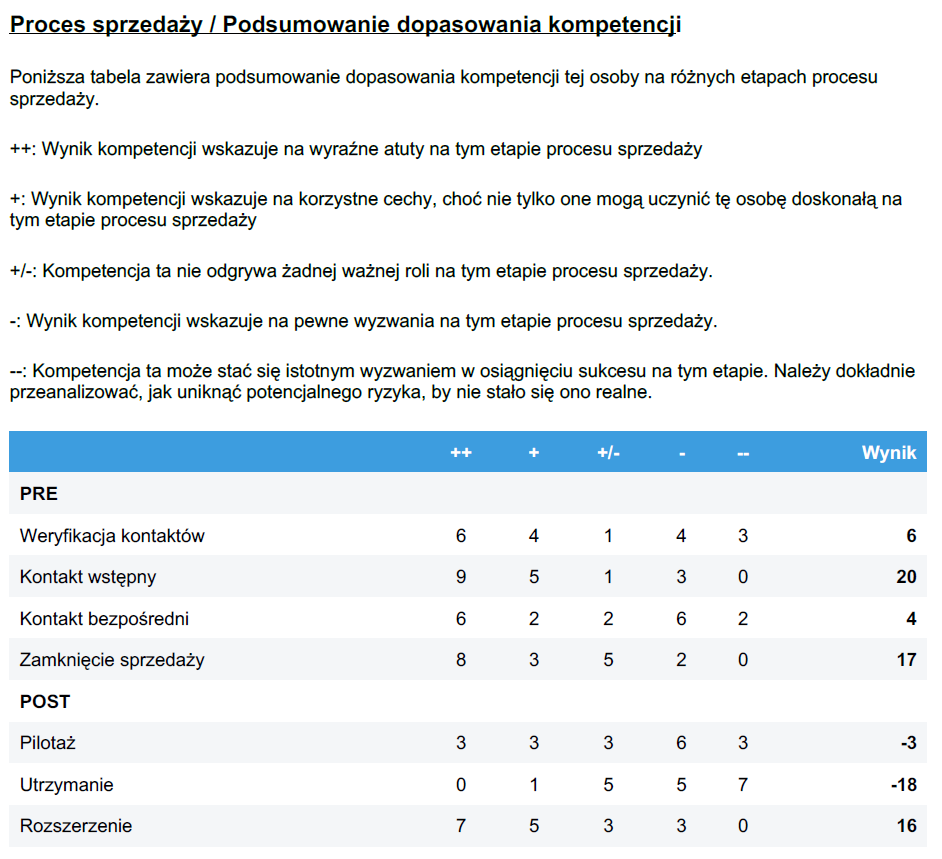 Proces sprzedaży / Podsumowanie dopasowania kompetencji
Poniższa tabela zawiera podsumowanie dopasowania kompetencji tej osoby na różnych etapach procesu
sprzedaży.
++: Wynik kompetencji wskazuje na wyraźne atuty na tym etapie procesu sprzedaży
+: Wynik kompetencji wskazuje na korzystne cechy, choć nie tylko one mogą uczynić tę osobę doskonałą na
tym etapie procesu sprzedaży
+/-: Kompetencja ta nie odgrywa żadnej ważnej roli na tym etapie procesu sprzedaży.
-: Wynik kompetencji wskazuje na pewne wyzwania na tym etapie procesu sprzedaży.
--: Kompetencja ta może stać się istotnym wyzwaniem w osiągnięciu sukcesu na tym etapie. Należy dokładnie
przeanalizować, jak uniknąć potencjalnego ryzyka, by nie stało się ono realne.
++ + +/- - -- Wynik
PRE
Weryfikacja kontaktów 6 4 1 4 3 6
Kontakt wstępny 9 5 1 3 0 20
Kontakt bezpośredni 6 2 2 6 2 4
Zamknięcie sprzedaży 8 3 5 2 0 17
POST
Pilotaż 3 3 3 6 3 -3
Utrzymanie 0 1 5 5 7 -18
Rozszerzenie 7 5 3 3 0 16